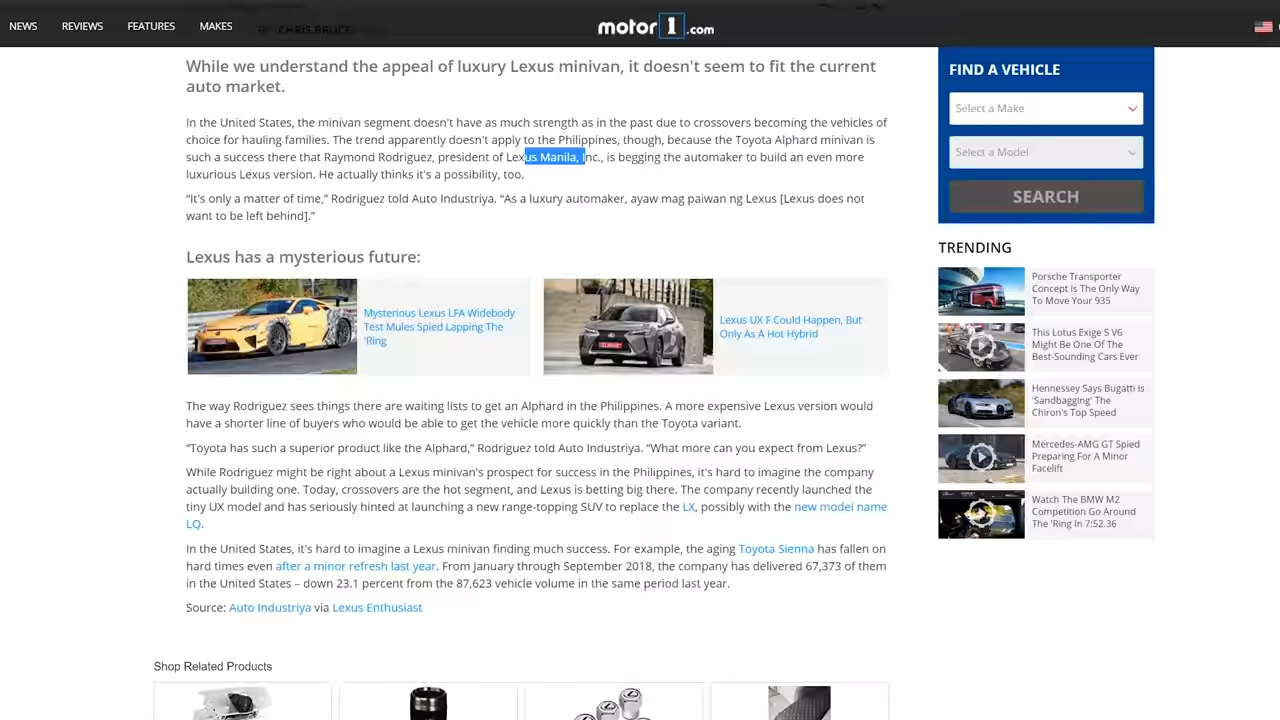 NEWS REVIEWS FEATURES MAKES
motor1.com
BY CHRIS BRUCE
While we understand the appeal of luxury Lexus minivan, it doesn't seem to fit the current
auto market.
In the United States, the minivan segment doesn't have as much strength as in the past due to crossovers becoming the vehicles of
choice for hauling families. The trend apparently doesn't apply to the Philippines, though, because the Toyota Alphard minivan is
such a success there that Raymond Rodriguez, president of Lexus Manila, Inc., is begging the automaker to build an even more
luxurious Lexus version. He actually thinks it's a possibility, too.
“It's only a matter of time,” Rodriguez told Auto Industriya. “As a luxury automaker, ayaw mag paiwan ng Lexus [Lexus does not
want to be left behind].”
Lexus has a mysterious future:
Mysterious Lexus LFA Widebody
Test Mules Spied Lapping The
'Ring
Lexus UX F Could Happen, But
Only As A Hot Hybrid
The way Rodriguez sees things there are waiting lists to get an Alphard in the Philippines. A more expensive Lexus version would
have a shorter line of buyers who would be able to get the vehicle more quickly than the Toyota variant.
“Toyota has such a superior product like the Alphard,” Rodriguez told Auto Industriya. “What more can you expect from Lexus?”
While Rodriguez might be right about a Lexus minivan's prospect for success in the Philippines, it's hard to imagine the company
actually building one. Today, crossovers are the hot segment, and Lexus is betting big there. The company recently launched the
tiny UX model and has seriously hinted at launching a new range-topping SUV to replace the LX, possibly with the new model name
LQ.
In the United States, it's hard to imagine a Lexus minivan finding much success. For example, the aging Toyota Sienna has fallen on
hard times even after a minor refresh last year. From January through September 2018, the company has delivered 67,373 of them
in the United States – down 23.1 percent from the 87,623 vehicle volume in the same period last year.
Source: Auto Industriya via Lexus Enthusiast
Shop Related Products
FIND A VEHICLE
Select a Make
Select a Model
SEARCH
TRENDING
Porsche Transporter
Concept Is The Only Way
To Move Your 935
This Lotus Exige S V6
Might Be One Of The
Best-Sounding Cars Ever
Hennessey Says Bugatti Is
'Sandbagging' The
Chiron's Top Speed
Mercedes-AMG GT Spied
Preparing For A Minor
Facelift
Watch The BMW M2
Competition Go Around
The 'Ring In 7:52.36